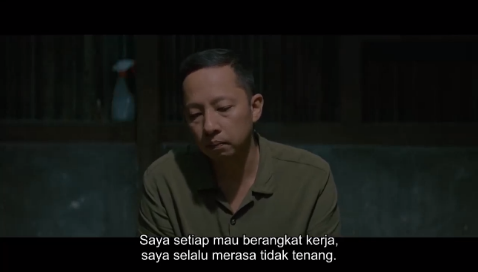 Saya setiap mau berangkat kerja,
saya selalu merasa tidak tenang.